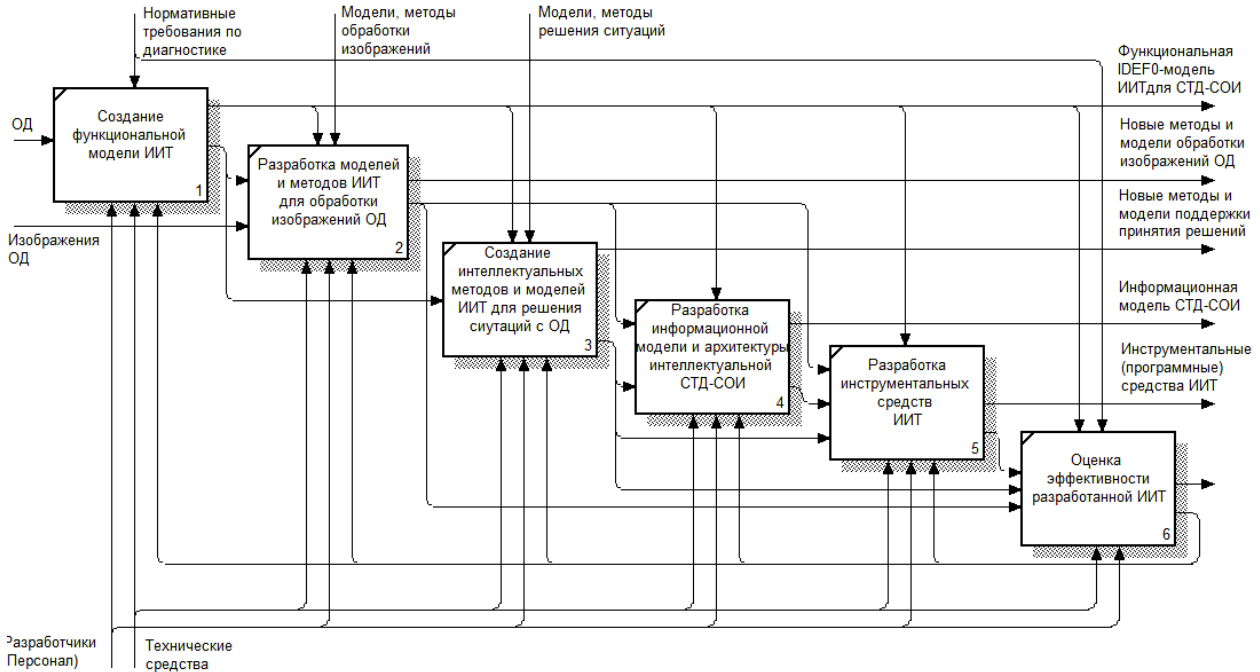 Нормативные
требования по
диагностике
Модели, методы
обработки
изображений
Модели, методы
решения ситуаций
ОД
Изображения
ОД
Создание
функциональной
модели ИИТ
1
Разработка моделей
и методов ИИТ
для обработки
изображений ОД
2
Создание
интеллектуальных
методов и моделей
ИИТ для решения
сиутаций с ОД
3
Разработка
информационной
модели и архитектуры
интеллектуальной
СТД-СОИ
4
Разработка
инструментальных
средств
ИИТ
5
Оценка
эффективности
разработанной ИИТ
6
Функциональная
IDEF0-модель
ИИТдля СТД-СОИ
Новые методы и
модели обработки
изображений ОД
Новые методы и
модели поддержки
принятия решений
Информационная
модель СТД-СОИ
Инструментальные
(программные)
средства ИИТ
Разработчики
Персонал)
Технические
средства